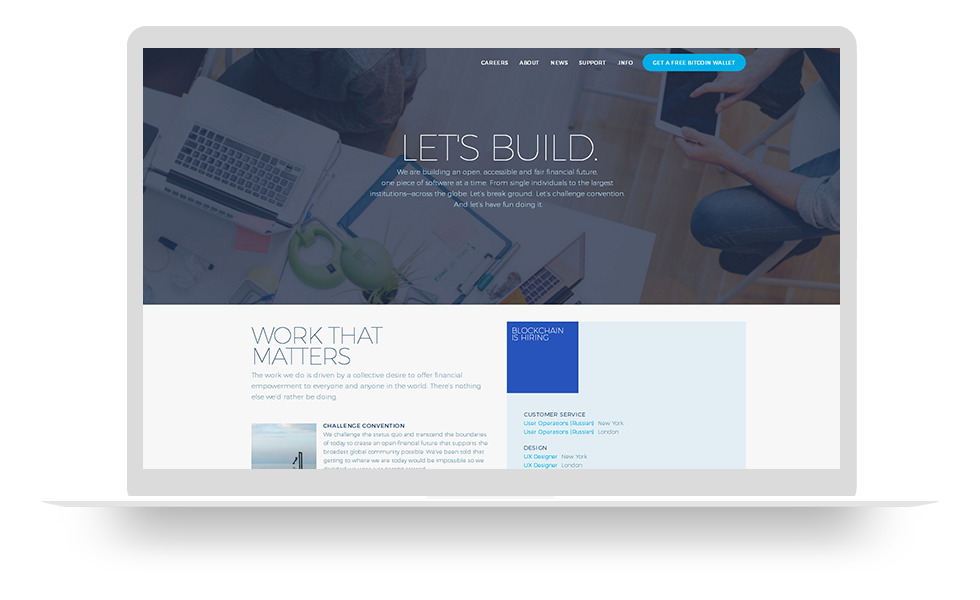 CAREERS ABOUT NEWS SUPPORT .INFO GET A FREE BITCOIN WALLET
LET'S BUILD.
We are building an open, accessible and fair financial future,
one piece of software at a time. From single individuals to the largest
institutions—across the globe. Let's break ground. Let's challenge convention.
And let's have fun doing it.
WORK THAT
MATTERS
The work we do is driven by a collective desire to offer financial
empowerment to everyone and anyone in the world. There's nothing
else we'd rather be doing.
CHALLENGE CONVENTION
We challenge the status quo and transcend the boundaries
of today to create an open financial future that supports the
broadest global community possible. We've been told that
getting to where we are today would be impossible so we
BLOCKCHAIN
IS HIRING
CUSTOMER SERVICE
User Operations (Russian) New York
User Operations (Russian) London
DESIGN
UX Designer New York
UX Designer London